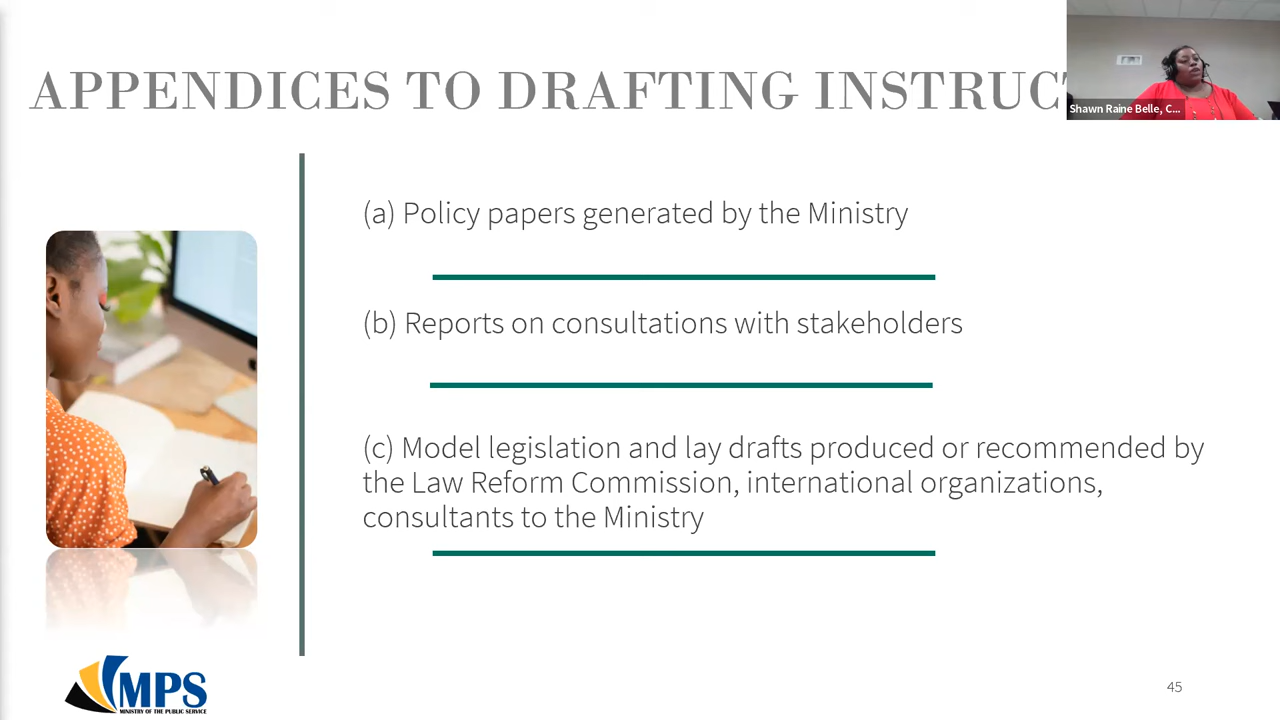 APPENDICES TO DRAFTING INSTRUCT
Shawn Raine Belle, C...
(a) Policy papers generated by the Ministry
(b) Reports on consultations with stakeholders
(c) Model legislation and lay drafts produced or recommended by
the Law Reform Commission, international organizations,
consultants to the Ministry
MPS
MINISTRY OF THE PUBLIC SERVICE
45